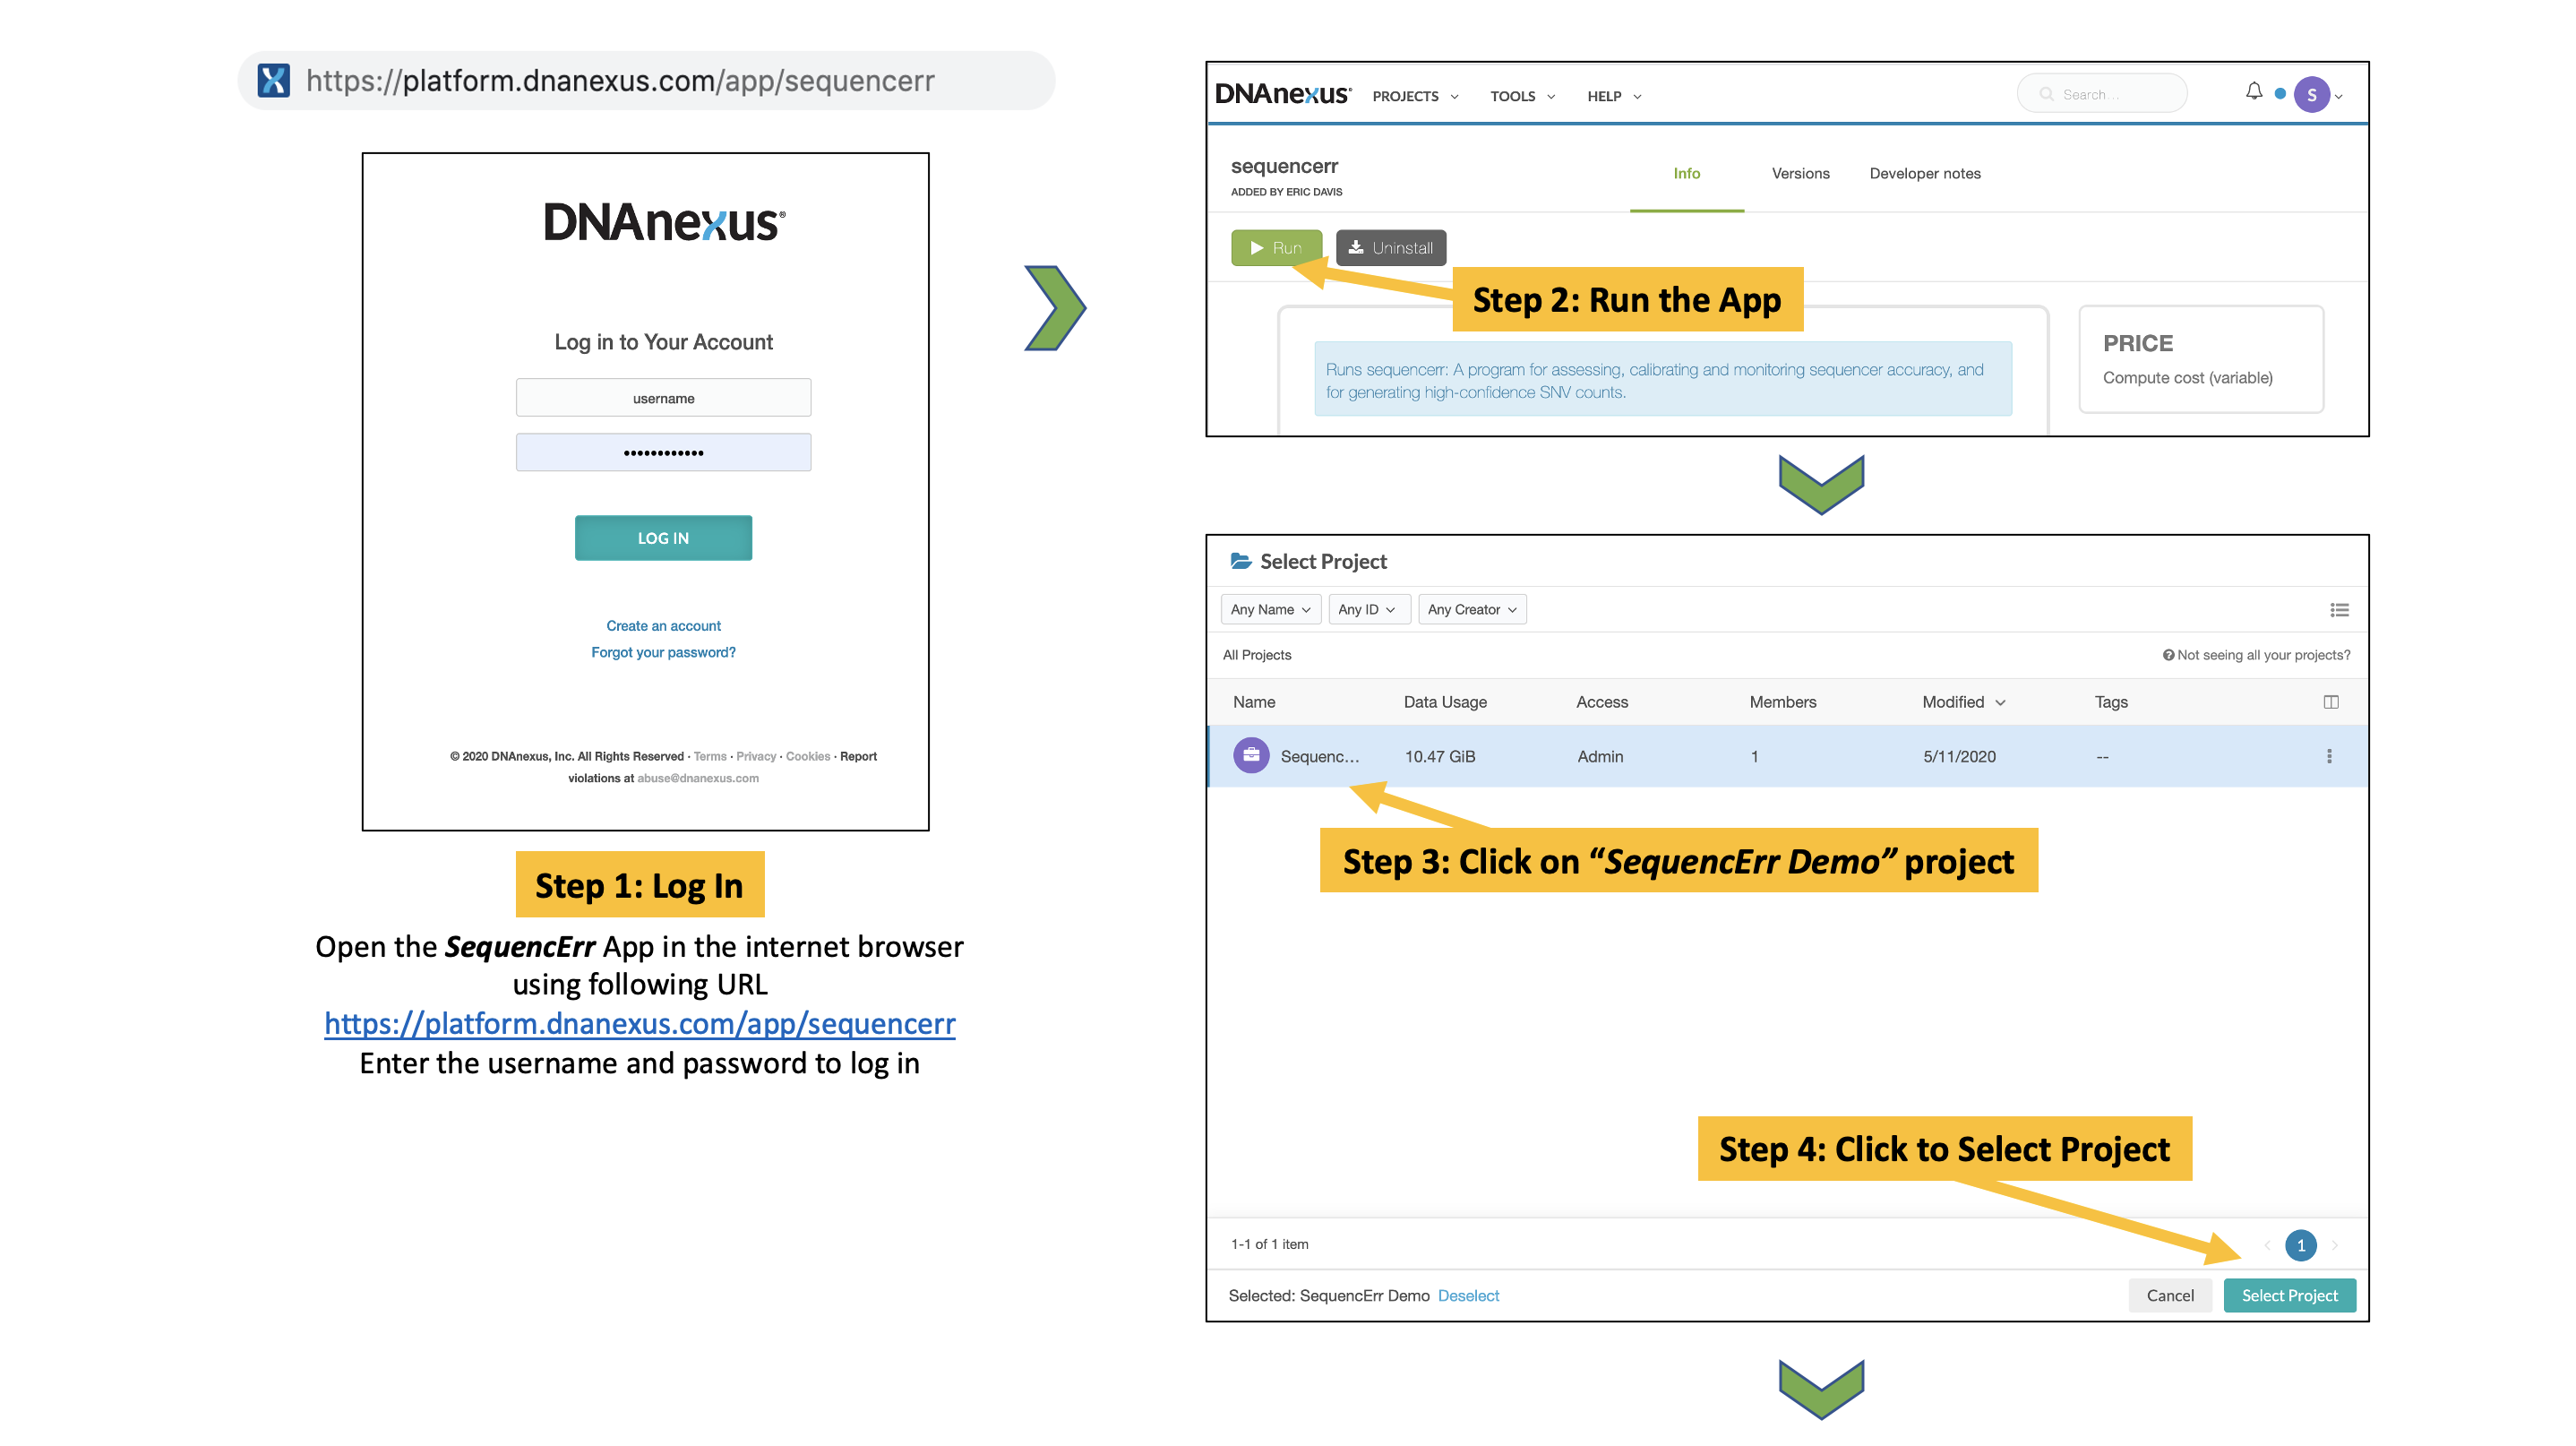 https://platform.dnanexus.com/app/sequencerr
DNAnexus®
Log in to Your Account
username
••••••••••••
LOG IN
Create an account
Forgot your password?
© 2020 DNAnexus, Inc. All Rights Reserved · Terms · Privacy · Cookies · Report
violations at abuse@dnanexus.com
Step 1: Log In
Open the SequencErr App in the internet browser
using following URL
https://platform.dnanexus.com/app/sequencerr
Enter the username and password to log in
DNAnexus® PROJECTS TOOLS HELP Search... S
sequencerr
ADDED BY ERIC DAVIS
Info Versions Developer notes
Run Uninstall
Step 2: Run the App
Runs sequencerr: A program for assessing, calibrating and monitoring sequencer accuracy, and
for generating high-confidence SNV counts.
PRICE
Compute cost (variable)
Select Project
Any Name Any ID Any Creator
All Projects Not seeing all your projects?
Name Data Usage Access Members Modified Tags
Sequenc... 10.47 GiB Admin 1 5/11/2020 --
Step 3: Click on “SequencErr Demo” project
Step 4: Click to Select Project
1-1 of 1 item 1
Selected: SequencErr Demo Deselect Cancel Select Project